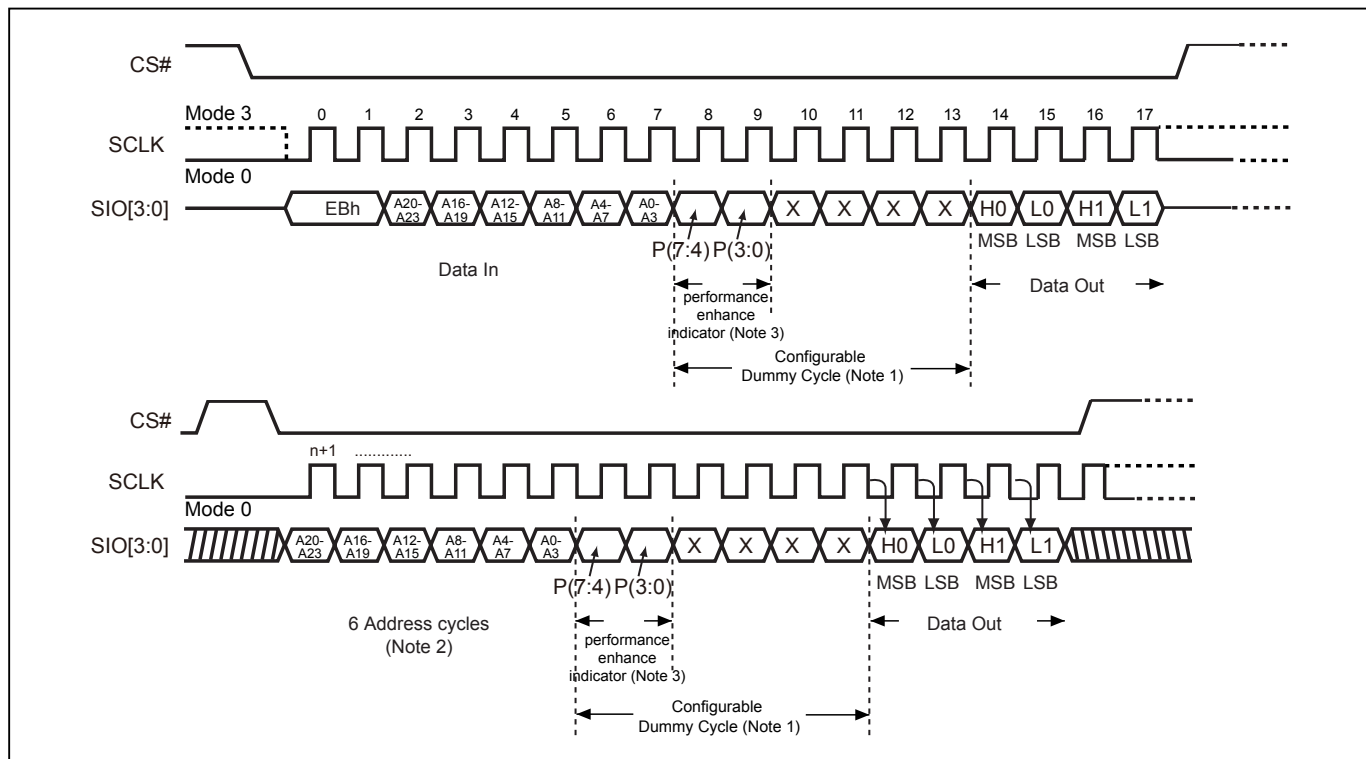 CS#
Mode 3
0 1 2 3 4 5 6 7 8 9 10 11 12 13 14 15 16 17
SCLK
Mode 0
SIO[3:0]
EBh
A20-
A23
A16-
A19
A12-
A15
A8-
A11
A4-
A7
A0-
A3
X X X X H0 L0 H1 L1
P(7:4) P(3:0)
MSB LSB MSB LSB
Data In
Data Out
performance
enhance
indicator (Note 3)
Configurable
Dummy Cycle (Note 1)
CS#
n+1 .............
SCLK
Mode 0
SIO[3:0]
A20-
A23
A16-
A19
A12-
A15
A8-
A11
A4-
A7
A0-
A3
X X X X H0 L0 H1 L1
P(7:4) P(3:0)
MSB LSB MSB LSB
6 Address cycles
(Note 2)
Data Out
performance
enhance
indicator (Note 3)
Configurable
Dummy Cycle (Note 1)